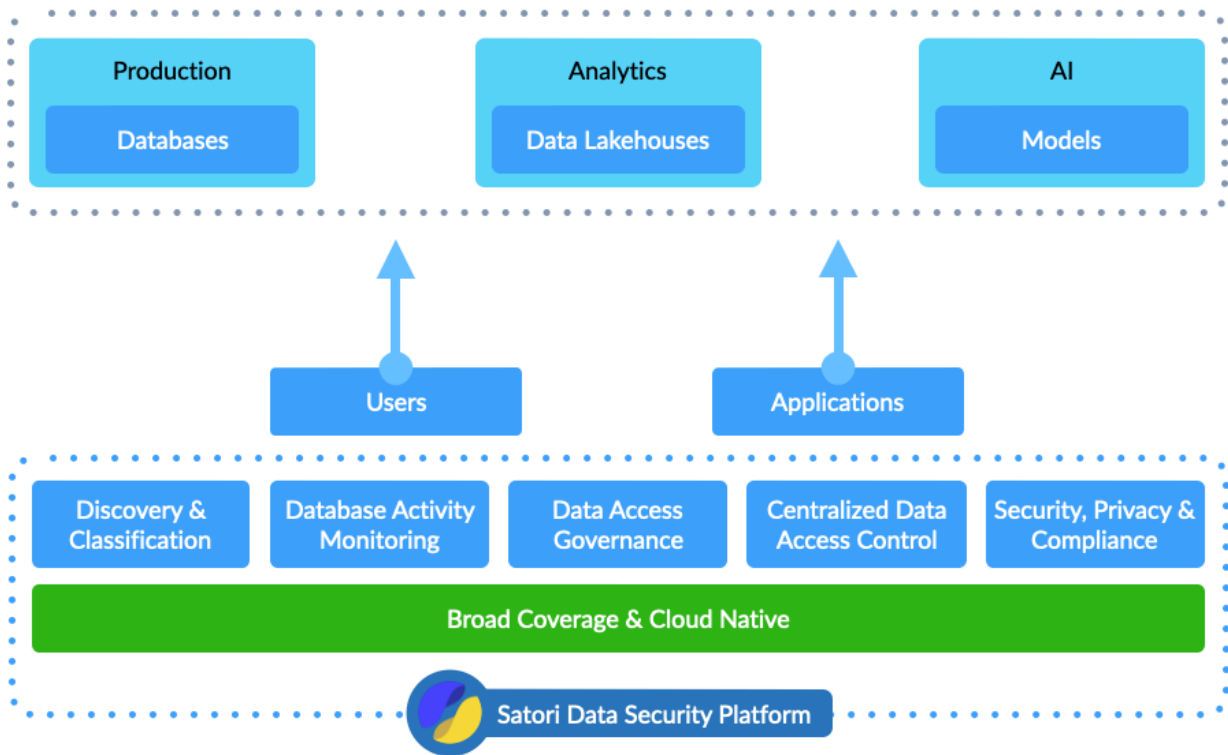 Production
Analytics
AI
Databases
Data Lakehouses
Models
Users
Applications
Discovery &
Classification
Database Activity
Monitoring
Data Access
Governance
Centralized Data
Access Control
Security, Privacy &
Compliance
Broad Coverage & Cloud Native
Satori Data Security Platform